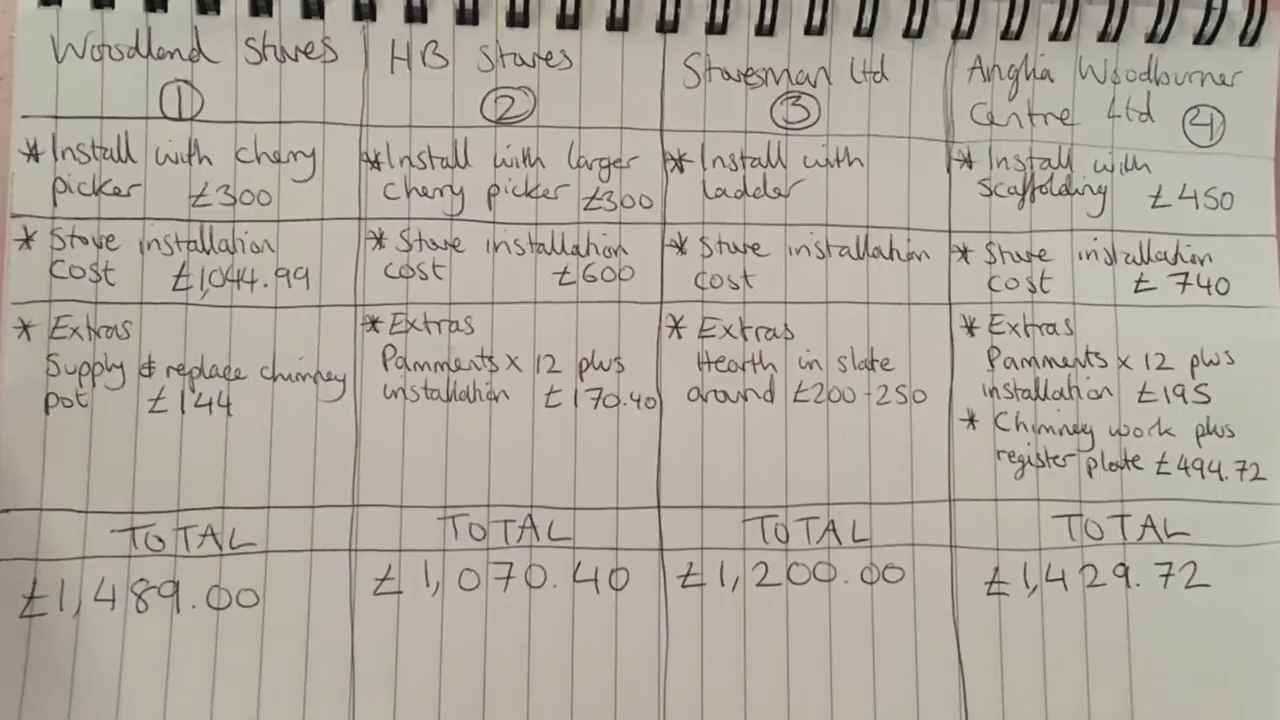 Woodland Stoves
①
* Install with cherry
picker £300
* Stove installation
cost £1,044.99
* Extras
Supply & replace chimney
pot £144
TOTAL
£1,489.00
HB Stoves
②
* Install with larger
cherry picker £300
* Stove installation
cost £600
* Extras
Pamments x 12 plus
installation £170.40
TOTAL
£1,070.40
Stovesman Ltd
③
* Install with
ladder
* Stove installation
cost
* Extras
Hearth in slate
around £200-250
TOTAL
£1,200.00
Anglia Woodburner
Centre Ltd ④
* Install with
scaffolding £450
* Stove installation
cost £740
* Extras
Pamments x 12 plus
installation £195
* Chimney work plus
register plate £494.72
TOTAL
£1,429.72